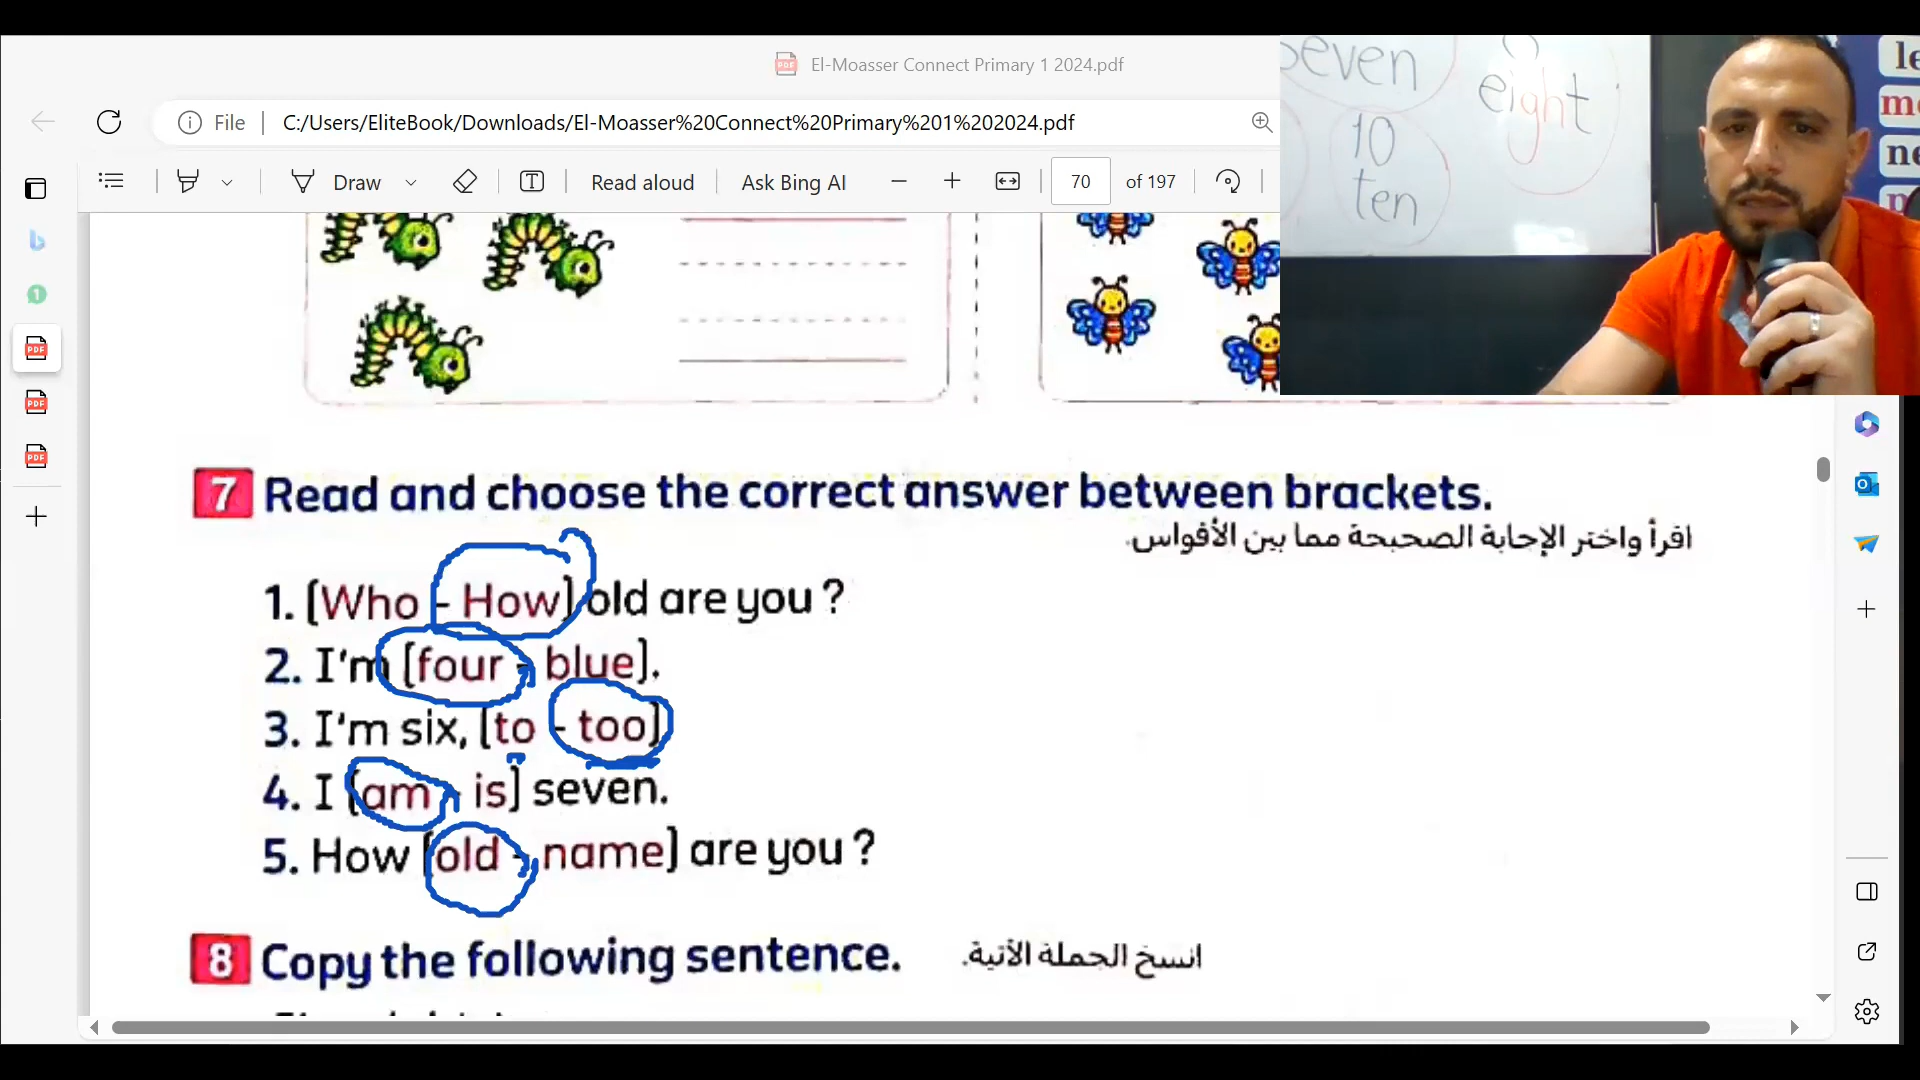 El-Moasser Connect Primary 1 2024.pdf
File
C:/Users/EliteBook/Downloads/El-Moasser%20Connect%20Primary%201%202024.pdf
Draw
Read aloud
Ask Bing AI
70 of 197
seven
eight
10
ten
7 Read and choose the correct answer between brackets.
اقرأ واختر الإجابة الصحيحة مما بين الأقواس.
1. [Who - How] old are you ?
2. I'm [four - blue].
3. I'm six, [to - too]
4. I [am - is] seven.
5. How [old - name] are you ?
8 Copy the following sentence.
انسخ الجملة الآتية.